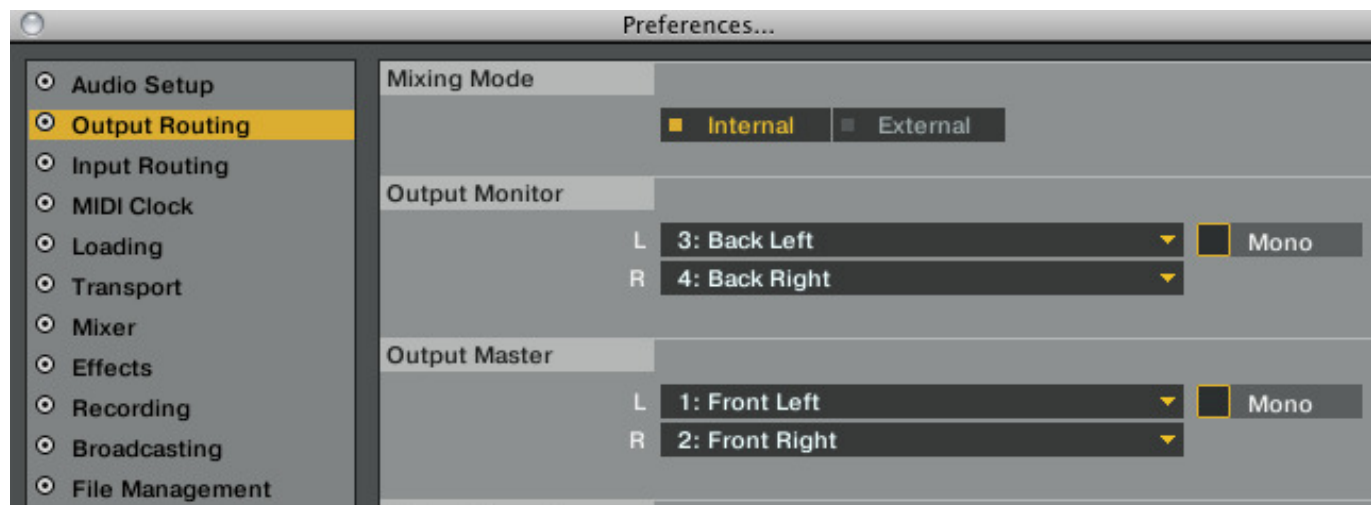 Preferences...
Audio Setup
Output Routing
Input Routing
MIDI Clock
Loading
Transport
Mixer
Effects
Recording
Broadcasting
File Management
Mixing Mode
Internal External
Output Monitor
L 3: Back Left Mono
R 4: Back Right
Output Master
L 1: Front Left Mono
R 2: Front Right